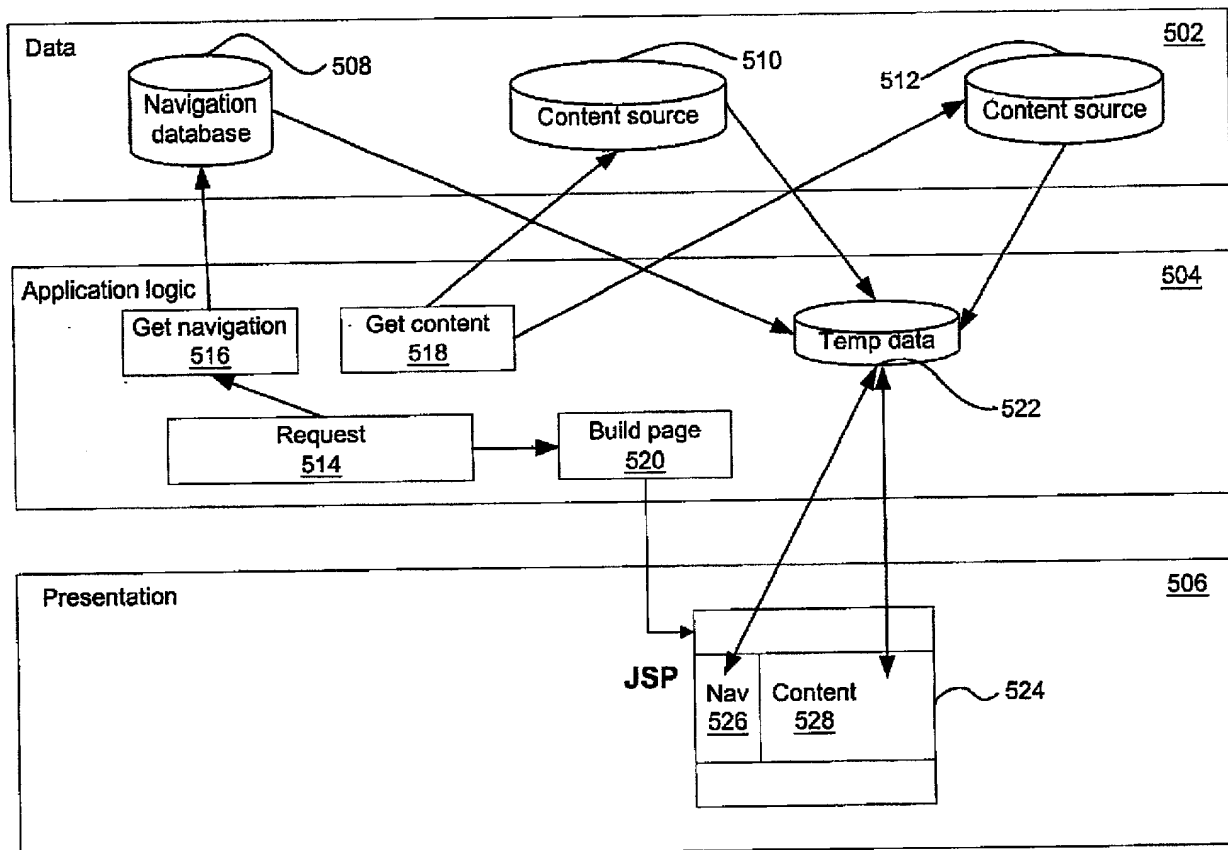 Data
502
508
510
512
Navigation
database
Content source
Content source
Application logic
504
Get navigation
516
Get content
518
Temp data
522
Request
514
Build page
520
Presentation
506
JSP
Nav
526
Content
528
524